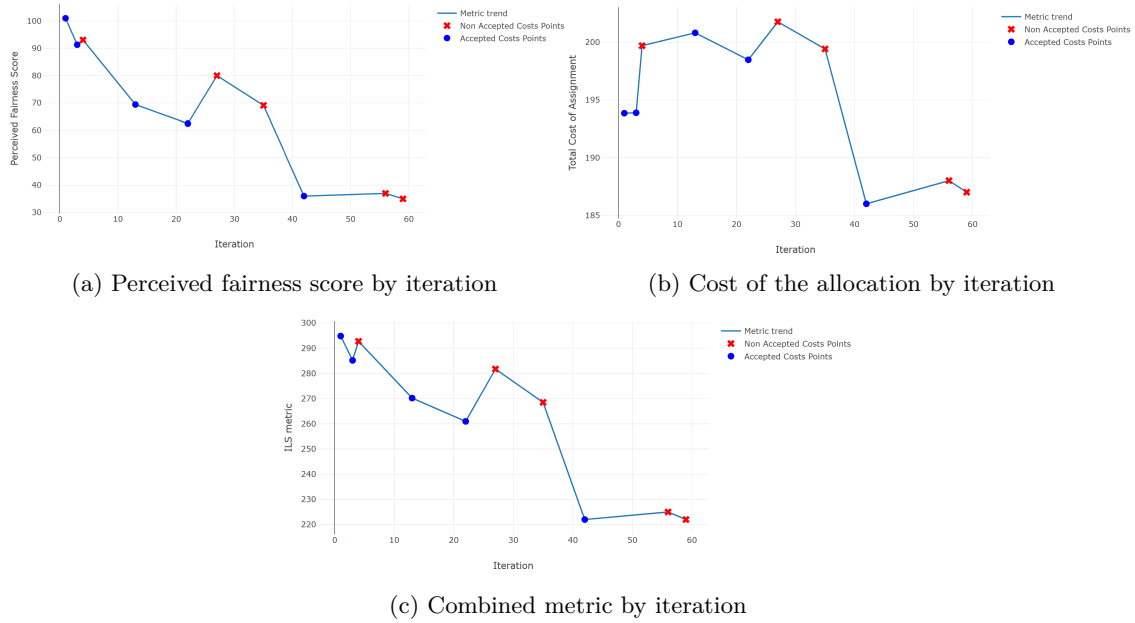 100
90
80
70
60
50
40
30
Perceived Fairness Score
0 10 20 30 40 50 60
Iteration
Metric trend
Non Accepted Costs Points
Accepted Costs Points
(a) Perceived fairness score by iteration
200
195
190
185
Total Cost of Assignment
0 10 20 30 40 50 60
Iteration
Metric trend
Non Accepted Costs Points
Accepted Costs Points
(b) Cost of the allocation by iteration
300
290
280
270
260
250
240
230
220
ILS metric
0 10 20 30 40 50 60
Iteration
Metric trend
Non Accepted Costs Points
Accepted Costs Points
(c) Combined metric by iteration